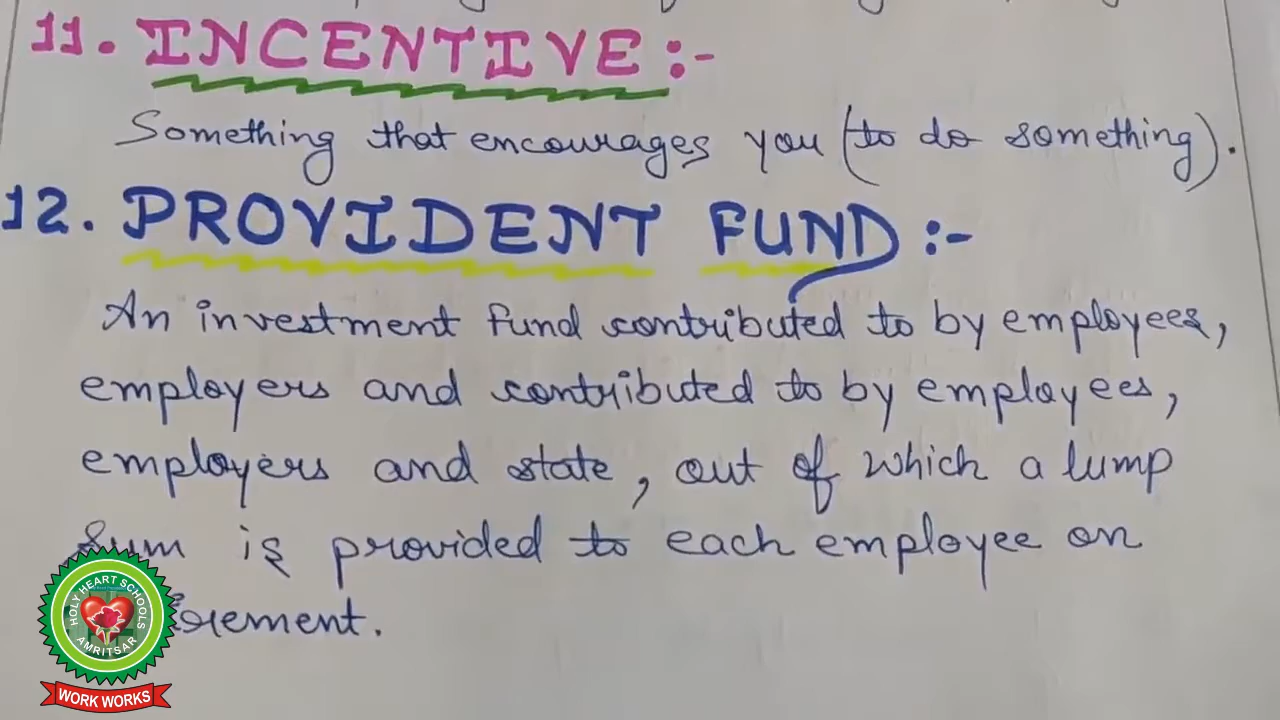 11. INCENTIVE :-
Something that encourages you (to do something).
12. PROVIDENT FUND :-
An investment fund contributed to by employees,
employers and contributed to by employees,
employers and state, out of which a lump
sum is provided to each employee on
HOLY HEART SCHOOLS
AMRITSAR
WORK WORKS